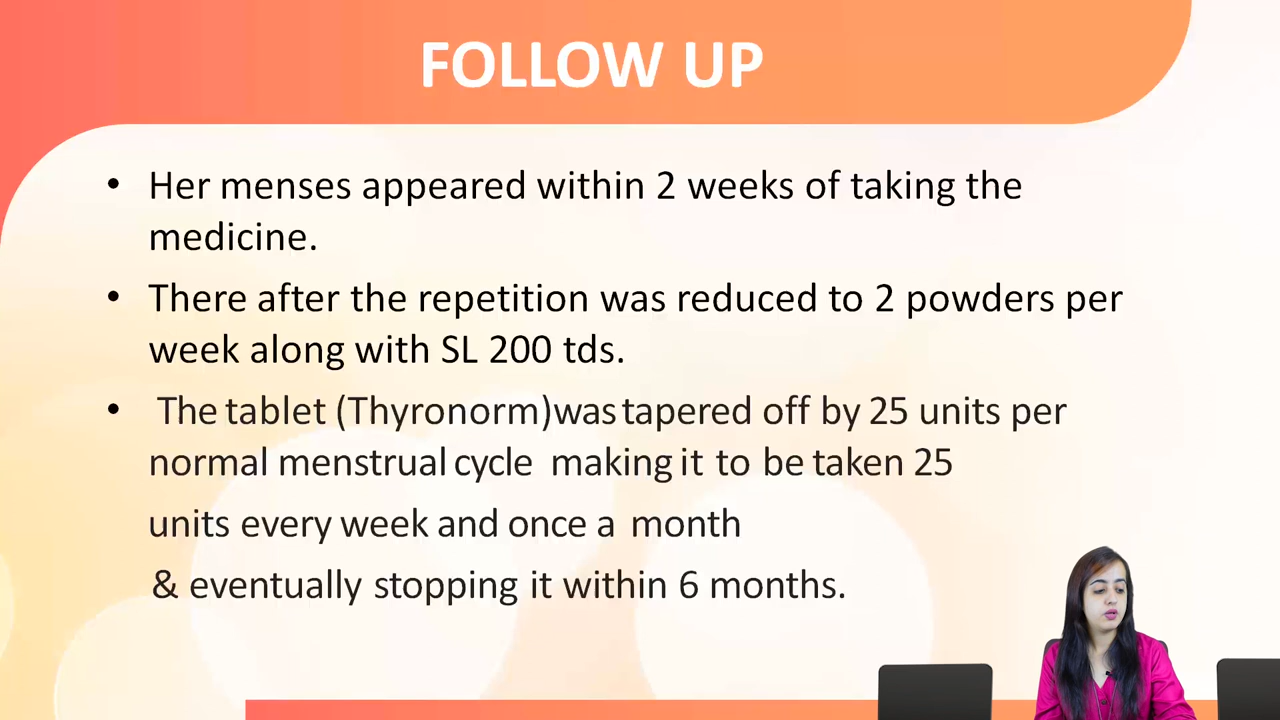 FOLLOW UP
• Her menses appeared within 2 weeks of taking the
medicine.
• There after the repetition was reduced to 2 powders per
week along with SL 200 tds.
• The tablet (Thyronorm)was tapered off by 25 units per
normal menstrual cycle making it to be taken 25
units every week and once a month
& eventually stopping it within 6 months.